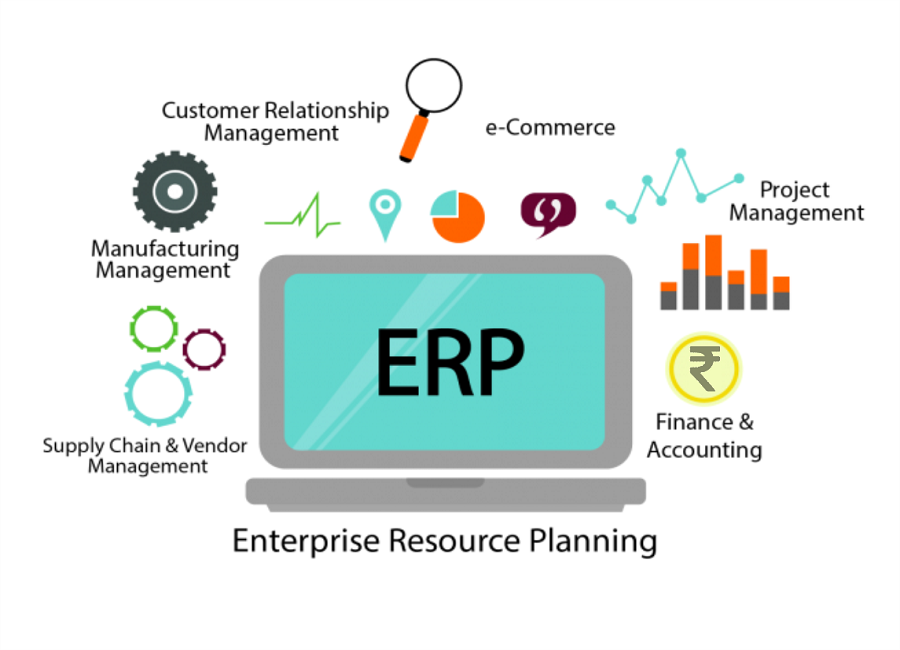 Customer Relationship
Management
e-Commerce
Project
Management
Manufacturing
Management
ERP
₹
Finance &
Accounting
Supply Chain & Vendor
Management
Enterprise Resource Planning